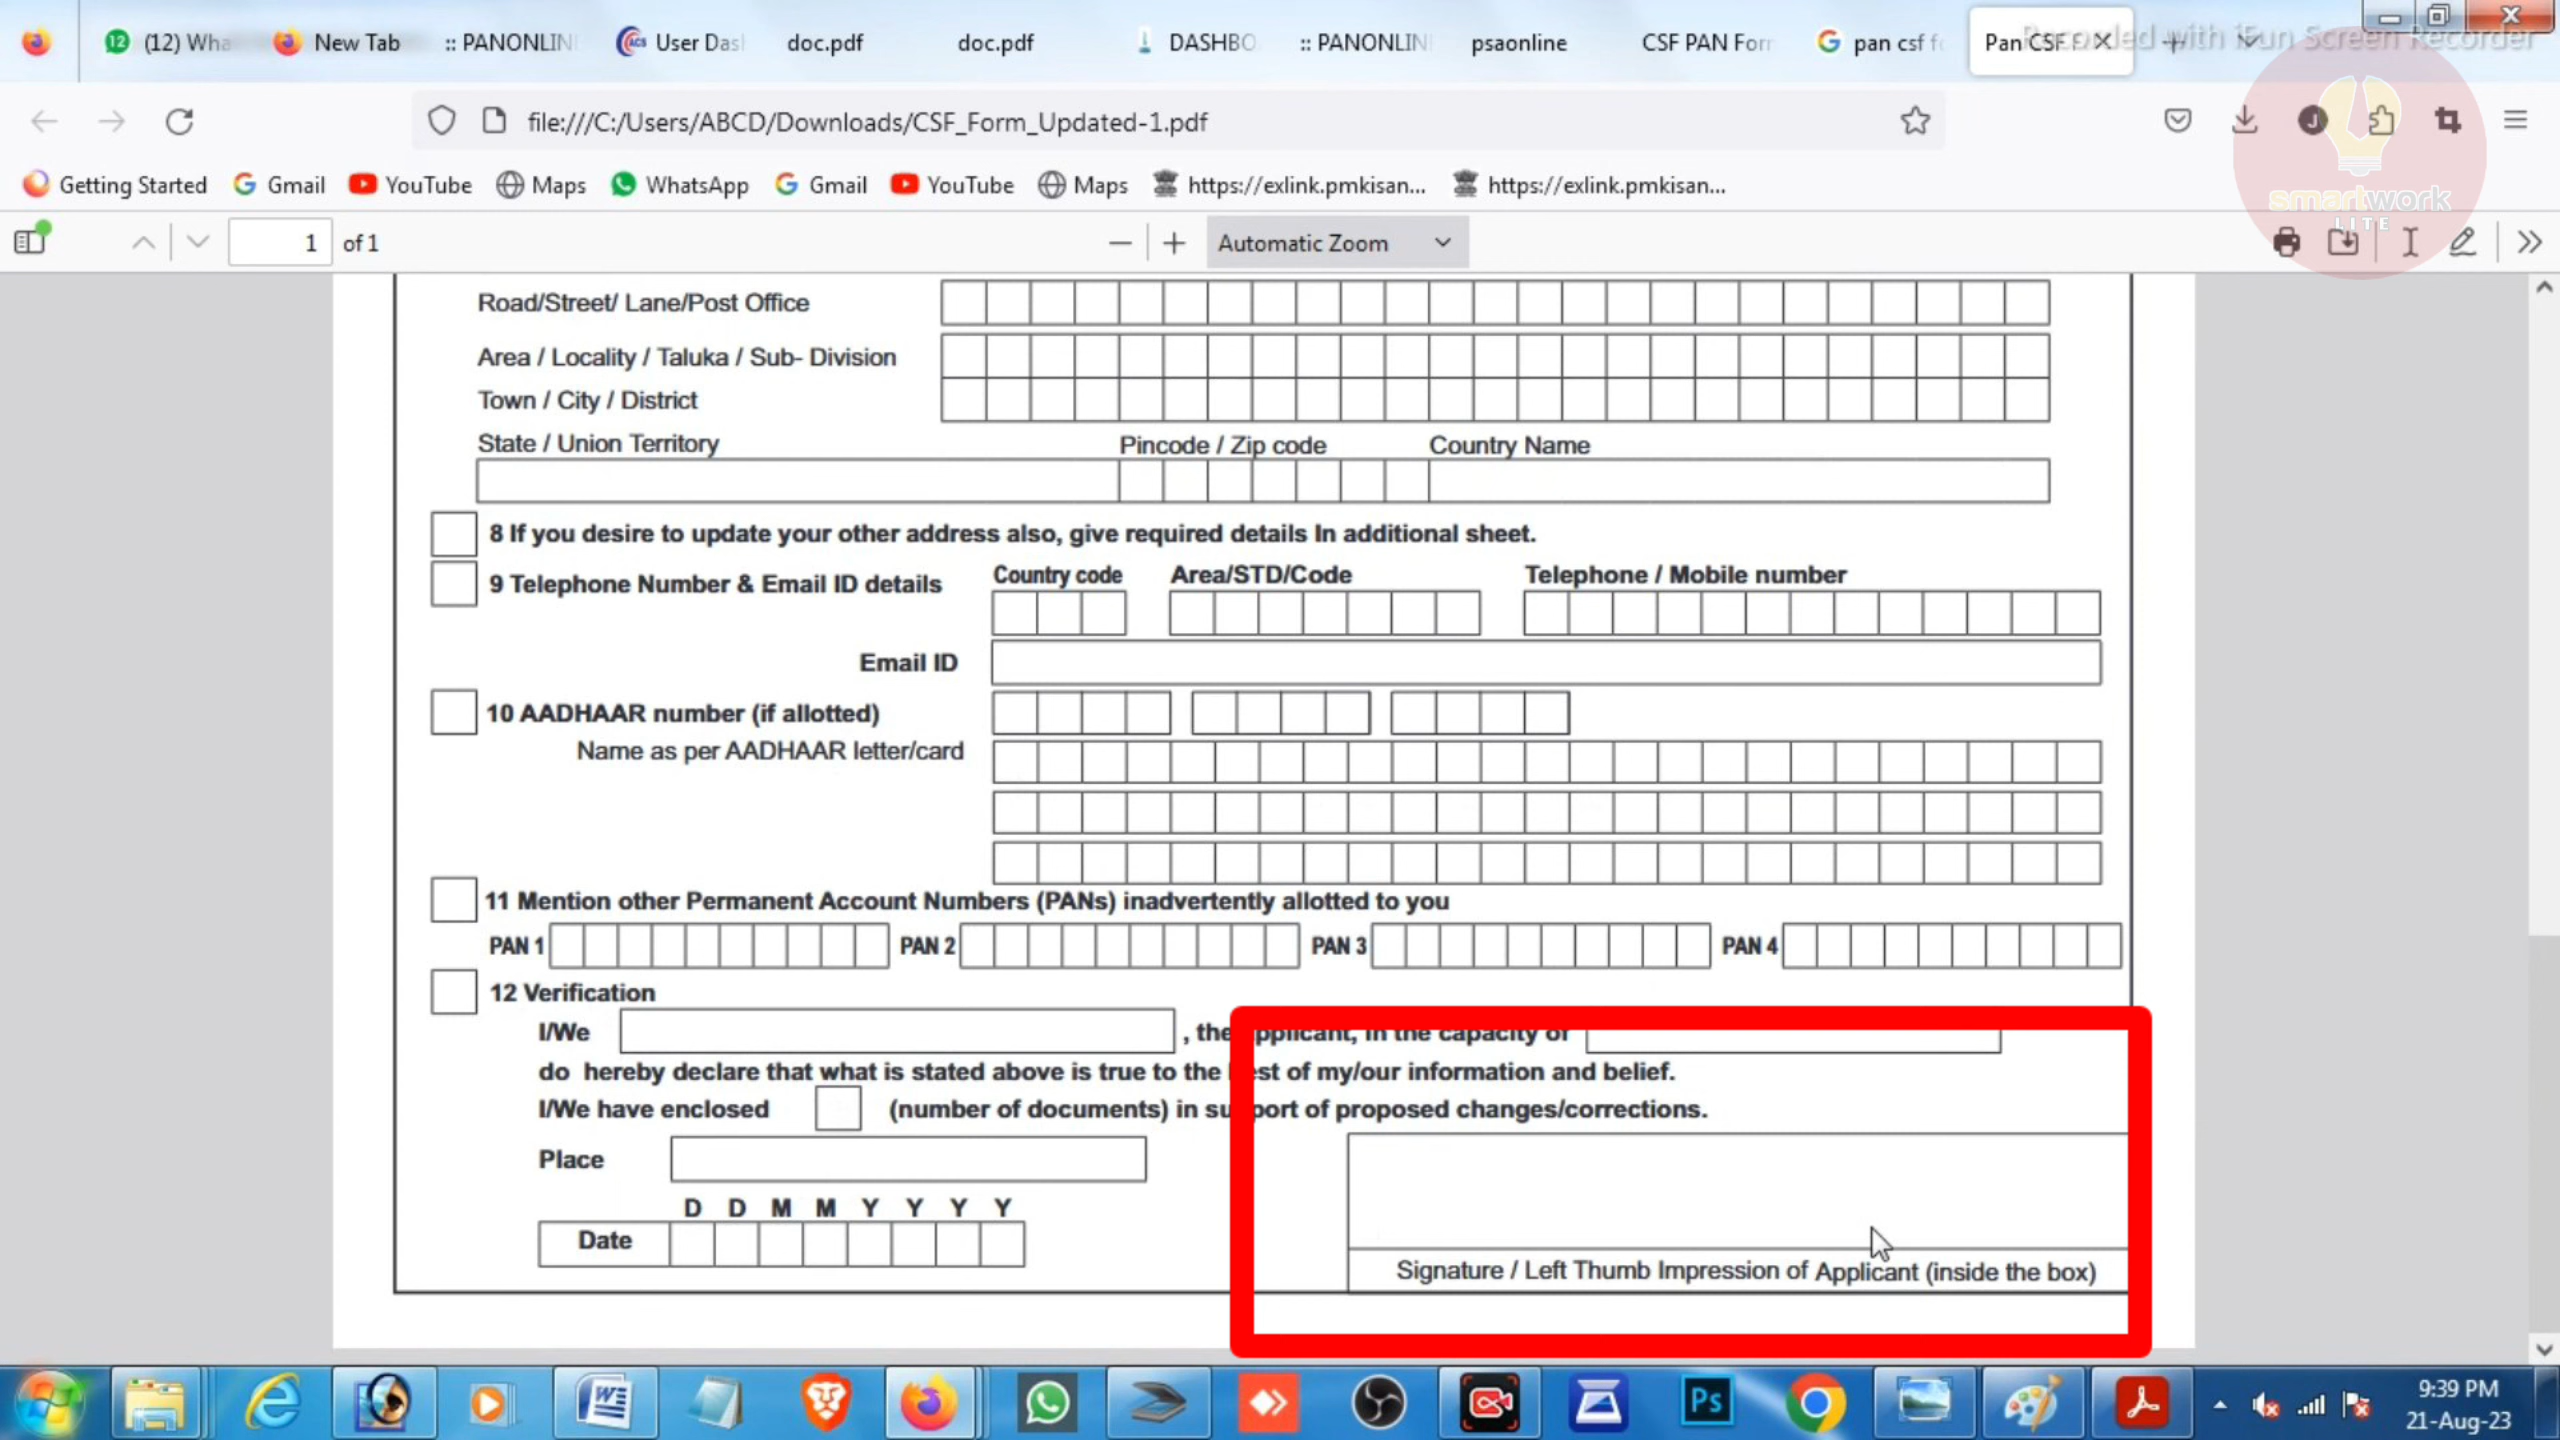 12 (12) Wha New Tab :: PANONLIN User Das doc.pdf doc.pdf DASHBO :: PANONLIN psaonline CSF PAN For pan csf f Pan CSF
Recorded with iFun Screen Recorder
file:///C:/Users/ABCD/Downloads/CSF_Form_Updated-1.pdf
J
Getting Started Gmail YouTube Maps WhatsApp Gmail YouTube Maps https://exlink.pmkisan... https://exlink.pmkisan...
smartwork
LITE
1 of 1 Automatic Zoom
Road/Street/ Lane/Post Office
Area / Locality / Taluka / Sub- Division
Town / City / District
State / Union Territory Pincode / Zip code Country Name
8 If you desire to update your other address also, give required details In additional sheet.
9 Telephone Number & Email ID details Country code Area/STD/Code Telephone / Mobile number
Email ID
10 AADHAAR number (if allotted)
Name as per AADHAAR letter/card
11 Mention other Permanent Account Numbers (PANs) inadvertently allotted to you
PAN 1 PAN 2 PAN 3 PAN 4
12 Verification
I/We , the applicant, in the capacity of
do hereby declare that what is stated above is true to the best of my/our information and belief.
I/We have enclosed (number of documents) in support of proposed changes/corrections.
Place
D D M M Y Y Y Y
Date
Signature / Left Thumb Impression of Applicant (inside the box)
Ps
9:39 PM
21-Aug-23